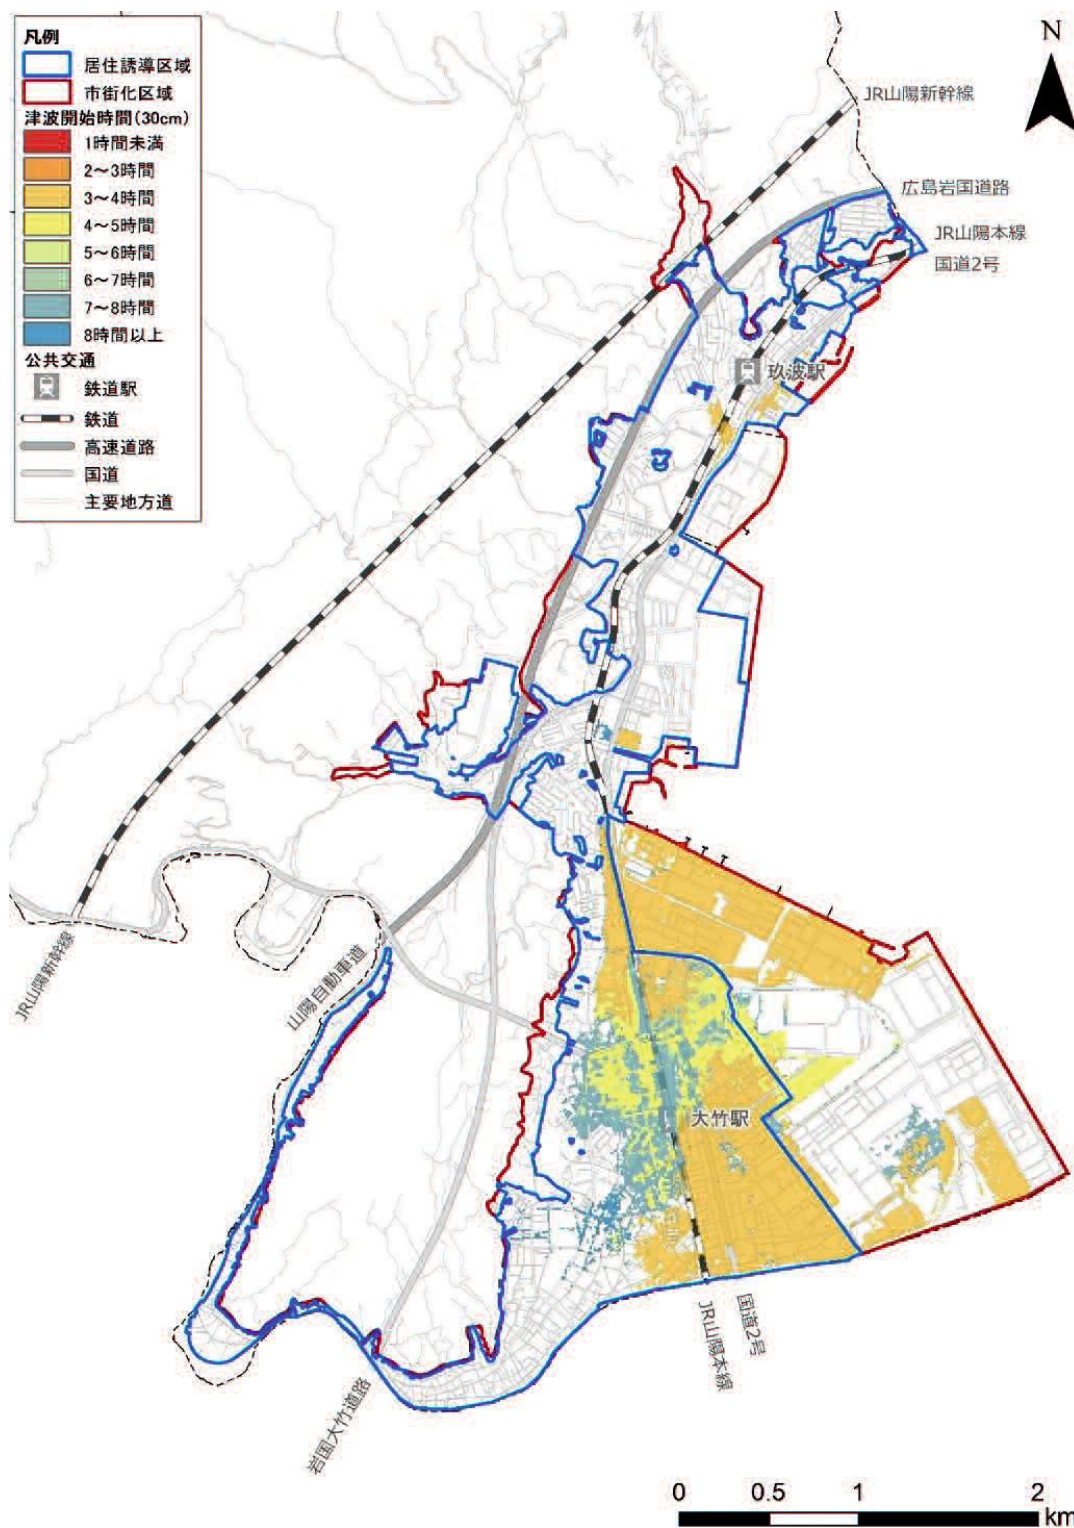 凡例
居住誘導区域
市街化区域
津波開始時間(30cm)
1時間未満
2～3時間
3～4時間
4～5時間
5～6時間
6～7時間
7～8時間
8時間以上
公共交通
鉄道駅
鉄道
高速道路
国道
主要地方道
N
JR山陽新幹線
広島岩国道路
JR山陽本線
国道2号
玖波駅
JR山陽新幹線
山陽自動車道
大竹駅
国道2号
JR山陽本線
岩国大竹道路
0 0.5 1 2
km